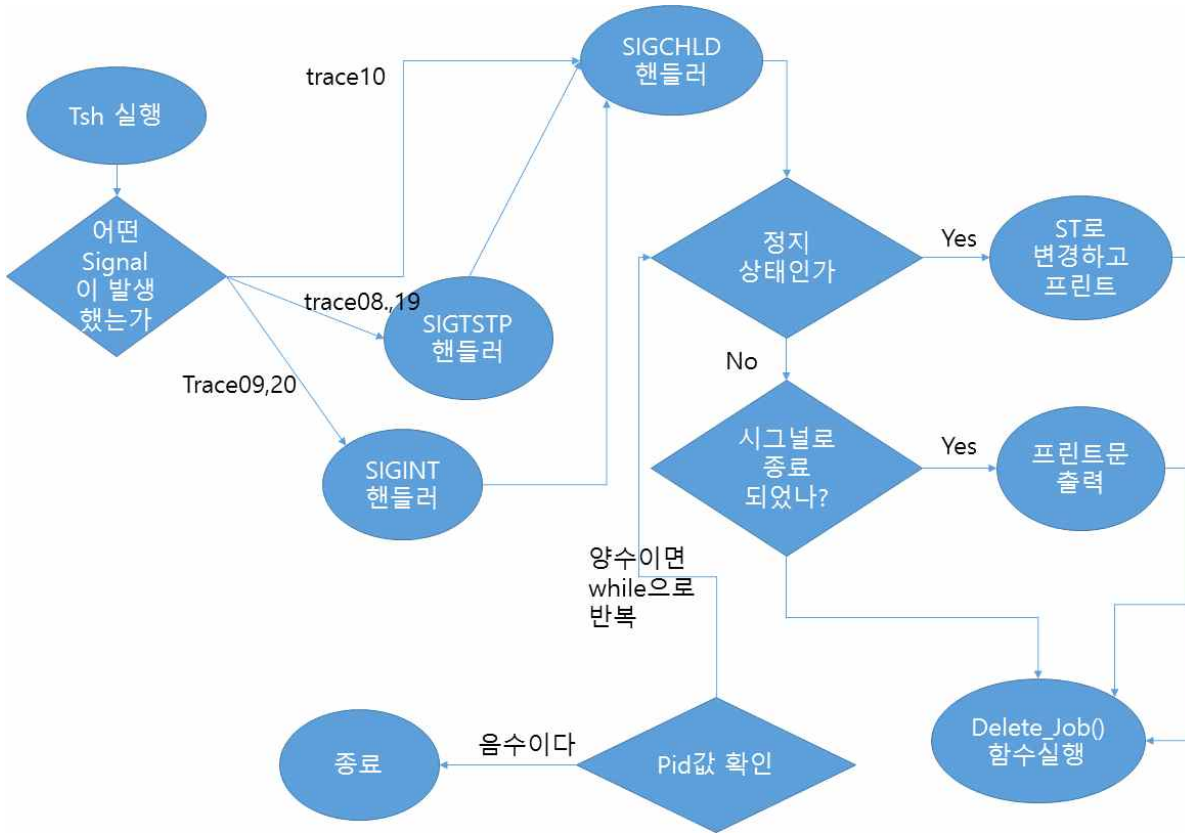 SIGCHLD
핸들러
trace10
Tsh 실행
어떤
Signal
이 발생
했는가
정지
상태인가
Yes
ST로
변경하고
프린트
trace08.,19
SIGTSTP
핸들러
No
Trace09,20
시그널로
종료
되었나?
Yes
프린트문
출력
SIGINT
핸들러
양수이면
while으로
반복
Delete_Job()
함수실행
음수이다
종료
Pid값 확인